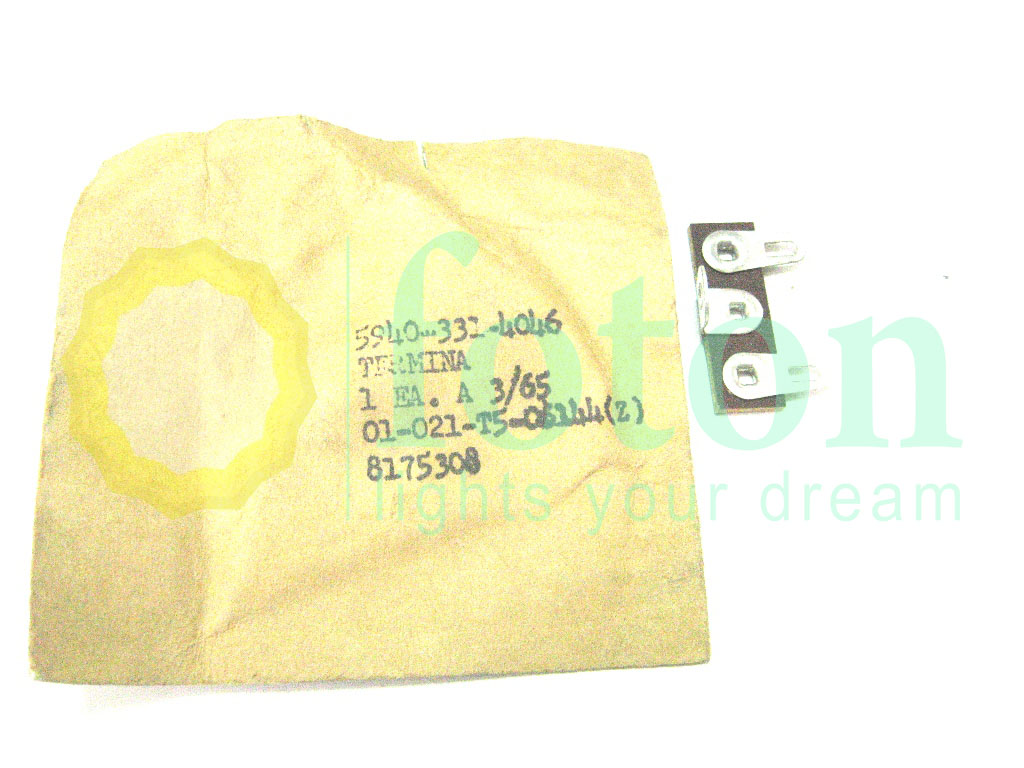 5940-331-4046
TERMINA
1 EA. A 3/65
01-021-T5-05144(z)
8175308
foton
lights your dream